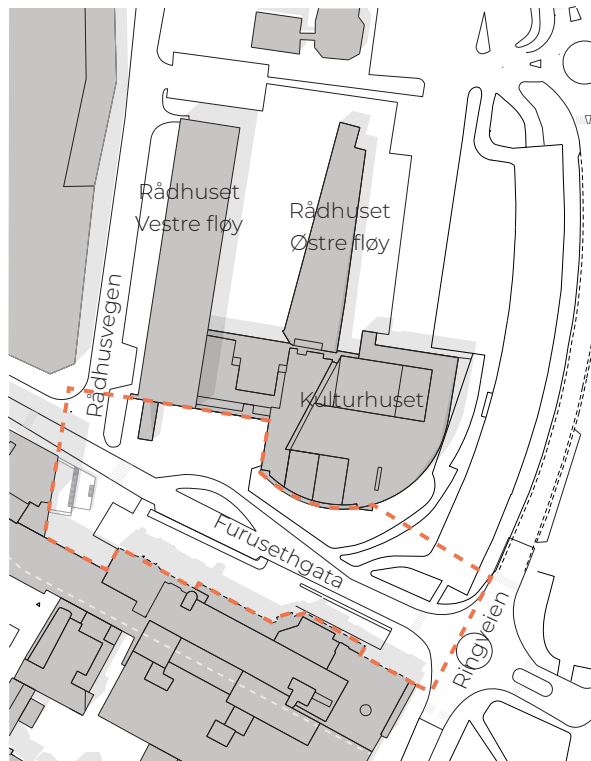 Rådhuset
Vestre fløy
Rådhuset
Østre fløy
Rådhusvegen
Kulturhuset
Furusethgata
Ringveien